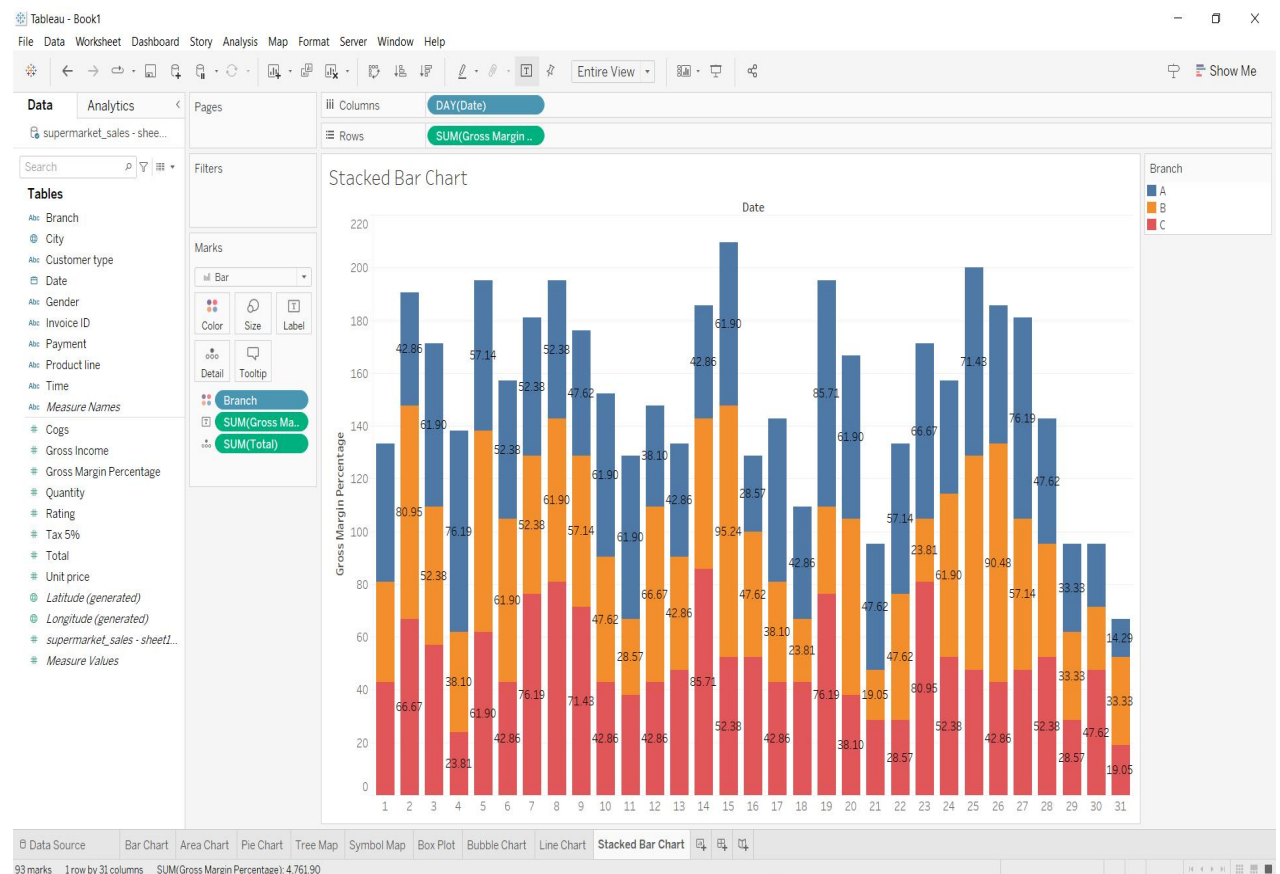 Tableau - Book1
File Data Worksheet Dashboard Story Analysis Map Format Server Window Help
Entire View
Show Me
Data Analytics
supermarket_sales - shee...
Search
Tables
Abc Branch
City
Abc Customer type
Date
Abc Gender
Abc Invoice ID
Abc Payment
Abc Product line
Abc Time
Abc Measure Names
# Cogs
# Gross Income
# Gross Margin Percentage
# Quantity
# Rating
# Tax 5%
# Total
# Unit price
Latitude (generated)
Longitude (generated)
# supermarket_sales - sheet1...
# Measure Values
Pages
Filters
Marks
Bar
Color Size Label
Detail Tooltip
Branch
SUM(Gross Ma..
SUM(Total)
iii Columns DAY(Date)
Rows SUM(Gross Margin ..
Stacked Bar Chart
Date
Gross Margin Percentage
220
200
180
160
140
120
100
80
60
40
20
0
42.86 80.95 66.67
61.90 52.38
76.19 38.10 23.81
57.14 61.90
52.38 61.90 42.86
52.38 52.38 76.19
52.38 61.90
47.62 57.14 71.43
61.90 47.62 42.86
61.90 28.57
38.10 66.67 42.86
42.86 42.86
42.86 85.71
61.90 95.24 52.38
28.57 47.62
38.10 42.86
42.86 23.81
85.71 76.19
61.90 38.10
47.62 19.05
57.14 47.62 28.57
66.67 23.81 80.95
61.90 52.38
71.43
90.48 42.86
76.19 57.14
47.62 52.38
33.33 33.33 28.57
47.62
14.29 33.33 19.05
1 2 3 4 5 6 7 8 9 10 11 12 13 14 15 16 17 18 19 20 21 22 23 24 25 26 27 28 29 30 31
Branch
A
B
C
Data Source Bar Chart Area Chart Pie Chart Tree Map Symbol Map Box Plot Bubble Chart Line Chart Stacked Bar Chart
93 marks 1 row by 31 columns SUM(Gross Margin Percentage): 4,761.90